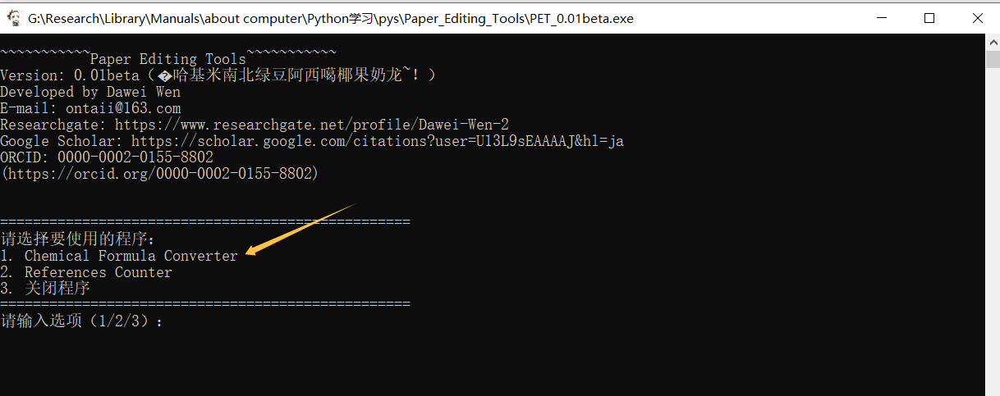 G:\Research\Library\Manuals\about computer\Python学习\pys\Paper_Editing_Tools\PET_0.01beta.exe
~~~~~~~~~~~Paper Editing Tools~~~~~~~~~~~
Version: 0.01beta（�哈基米南北绿豆阿西噶椰果奶龙~！）
Developed by Dawei Wen
E-mail: ontaii@163.com
Researchgate: https://www.researchgate.net/profile/Dawei-Wen-2
Google Scholar: https://scholar.google.com/citations?user=U13L9sEAAAAJ&hl=ja
ORCID: 0000-0002-0155-8802
(https://orcid.org/0000-0002-0155-8802)
==================================================
请选择要使用的程序：
1. Chemical Formula Converter
2. References Counter
3. 关闭程序
==================================================
请输入选项（1/2/3）：